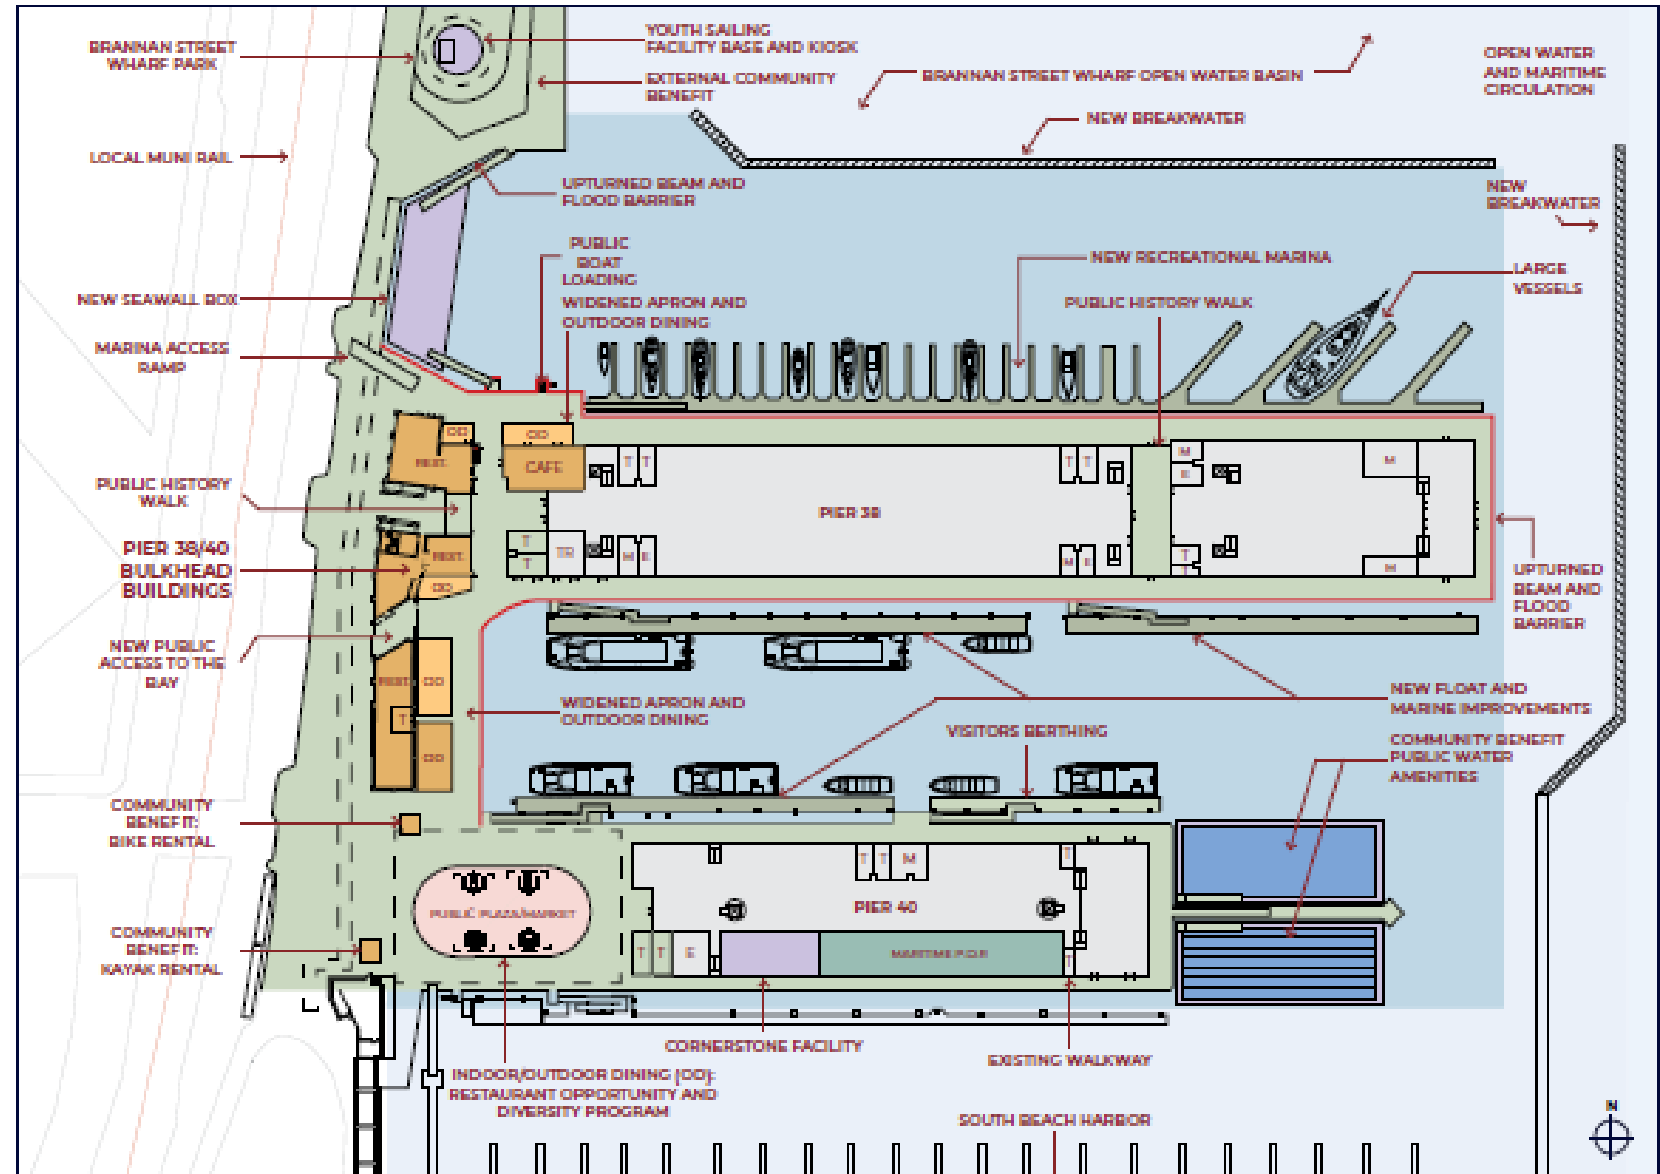 BRANNAN STREET
WHARF PARK
YOUTH SAILING
FACILITY BASE AND KIOSK
EXTERNAL COMMUNITY
BENEFIT
BRANNAN STREET WHARF OPEN WATER BASIN
OPEN WATER
AND MARITIME
CIRCULATION
NEW BREAKWATER
LOCAL MUNI RAIL
UPTURNED BEAM AND
FLOOD BARRIER
NEW
BREAKWATER
PUBLIC
BOAT
LOADING
NEW RECREATIONAL MARINA
LARGE
VESSELS
NEW SEAWALL BOX
WIDENED APRON AND
OUTDOOR DINING
PUBLIC HISTORY WALK
MARINA ACCESS
RAMP
OD
OD
REST.
CAFE
T T
T T
M
E
M
PUBLIC HISTORY
WALK
PIER 38
PIER 38/40
BULKHEAD
BUILDINGS
REST.
OD
T
T
TR
M E
M E
T
T
M
UPTURNED
BEAM AND
FLOOD
BARRIER
NEW PUBLIC
ACCESS TO THE
BAY
REST.
OD
T
OD
WIDENED APRON AND
OUTDOOR DINING
NEW FLOAT AND
MARINE IMPROVEMENTS
VISITORS BERTHING
COMMUNITY BENEFIT
PUBLIC WATER
AMENITIES
COMMUNITY
BENEFIT:
BIKE RENTAL
T T M
T
PUBLIC PLAZA/MARKET
PIER 40
COMMUNITY
BENEFIT:
KAYAK RENTAL
T T E
MARITIME P.O.R
T
CORNERSTONE FACILITY
EXISTING WALKWAY
INDOOR/OUTDOOR DINING (OD):
RESTAURANT OPPORTUNITY AND
DIVERSITY PROGRAM
SOUTH BEACH HARBOR
N